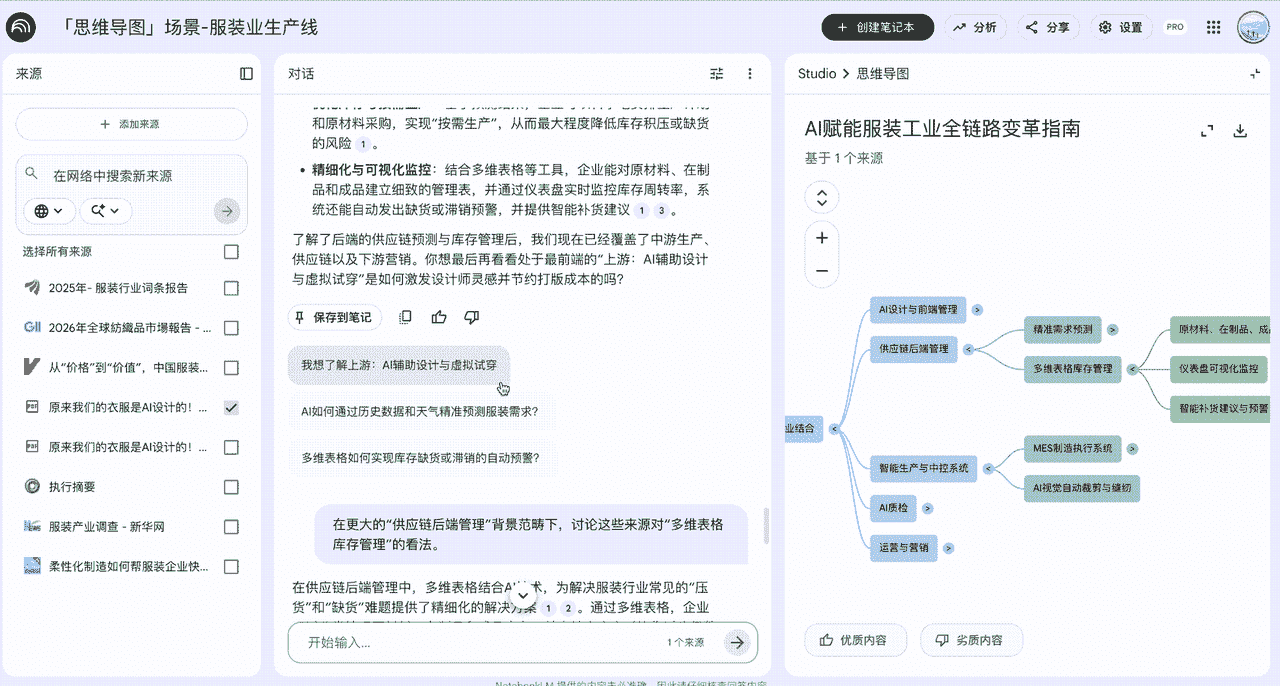 「思维导图」场景-服装业生产线
+ 创建笔记本
分析
分享
设置
PRO
来源
+ 添加来源
在网络中搜索新来源
选择所有来源
2025年- 服装行业词条报告
2026年全球紡織品市場報告 - ...
从“价格”到“价值”，中国服装...
原来我们的衣服是AI设计的！...
原来我们的衣服是AI设计的！...
执行摘要
服装产业调查 - 新华网
柔性化制造如何帮服装企业快...
对话
和原材料采购，实现“按需生产”，从而最大程度降低库存积压或缺货
的风险 1 。
• 精细化与可视化监控：结合多维表格等工具，企业能对原材料、在制
品和成品建立细致的管理表，并通过仪表盘实时监控库存周转率，系
统还能自动发出缺货或滞销预警，并提供智能补货建议 1 3 。
了解了后端的供应链预测与库存管理后，我们现在已经覆盖了中游生产、
供应链以及下游营销。你想最后再看看处于最前端的“上游：AI辅助设计
与虚拟试穿”是如何激发设计师灵感并节约打版成本的吗？
保存到笔记
我想了解上游：AI辅助设计与虚拟试穿
AI如何通过历史数据和天气精准预测服装需求？
多维表格如何实现库存缺货或滞销的自动预警？
在更大的“供应链后端管理”背景范畴下，讨论这些来源对“多维表格
库存管理”的看法。
在供应链后端管理中，多维表格结合AI技术，为解决服装行业常见的“压
货”和“缺货”难题提供了精细化的解决方案 1 2 。通过多维表格，企业
开始输入...
1 个来源
Studio > 思维导图
AI赋能服装工业全链路变革指南
基于 1 个来源
业结合
AI设计与前端管理
供应链后端管理
精准需求预测
多维表格库存管理
原材料、在制品、成
仪表盘可视化监控
智能补货建议与预警
智能生产与中控系统
MES制造执行系统
AI视觉自动裁剪与缝纫
AI质检
运营与营销
优质内容
劣质内容